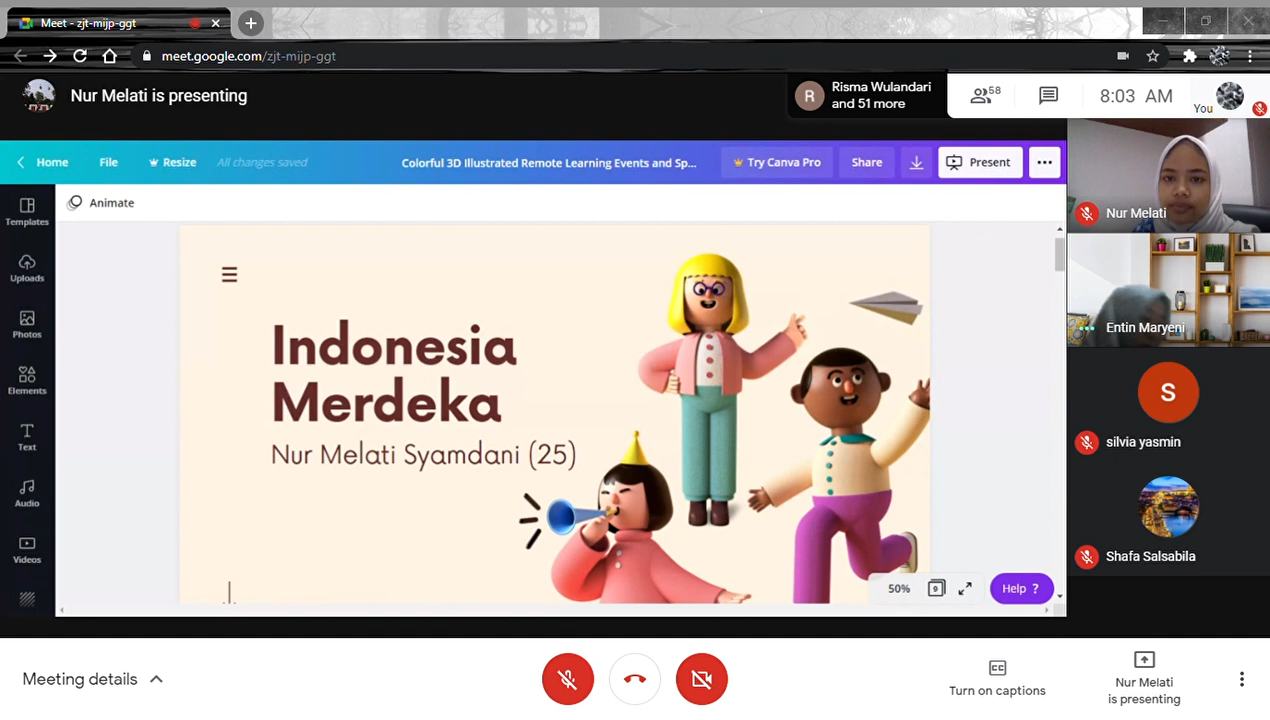 Meet - zjt-mijp-ggt
meet.google.com/zjt-mijp-ggt
Nur Melati is presenting
R
Risma Wulandari
and 51 more
58
8:03 AM
You
Home
File
Resize
All changes saved
Colorful 3D Illustrated Remote Learning Events and Sp...
Try Canva Pro
Share
Present
Animate
Templates
Uploads
Photos
Elements
Text
Audio
Videos
Indonesia
Merdeka
Nur Melati Syamdani (25)
50%
9
Help ?
Nur Melati
Entin Maryeni
S
silvia yasmin
Shafa Salsabila
Meeting details
CC
Turn on captions
Nur Melati
is presenting